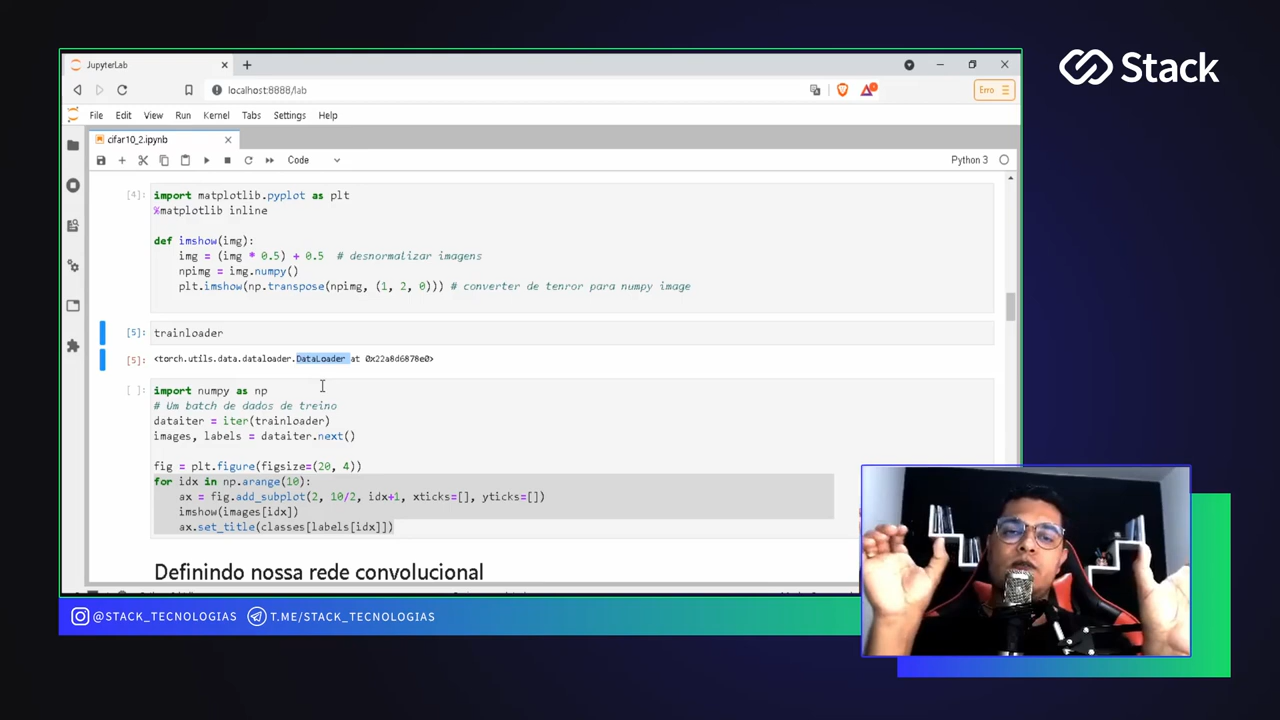 Stack
JupyterLab
localhost:8888/lab
Erro
File Edit View Run Kernel Tabs Settings Help
cifar10_2.ipynb
Code
Python 3
[4]: import matplotlib.pyplot as plt
%matplotlib inline
def imshow(img):
img = (img * 0.5) + 0.5 # desnormalizar imagens
npimg = img.numpy()
plt.imshow(np.transpose(npimg, (1, 2, 0))) # converter de tenror para numpy image
[5]: trainloader
[5]: <torch.utils.data.dataloader.DataLoader at 0x22a8d6878e0>
[ ]: import numpy as np
# Um batch de dados de treino
dataiter = iter(trainloader)
images, labels = dataiter.next()
fig = plt.figure(figsize=(20, 4))
for idx in np.arange(10):
ax = fig.add_subplot(2, 10/2, idx+1, xticks=[], yticks=[])
imshow(images[idx])
ax.set_title(classes[labels[idx]])
Definindo nossa rede convolucional
@STACK_TECNOLOGIAS T.ME/STACK_TECNOLOGIAS